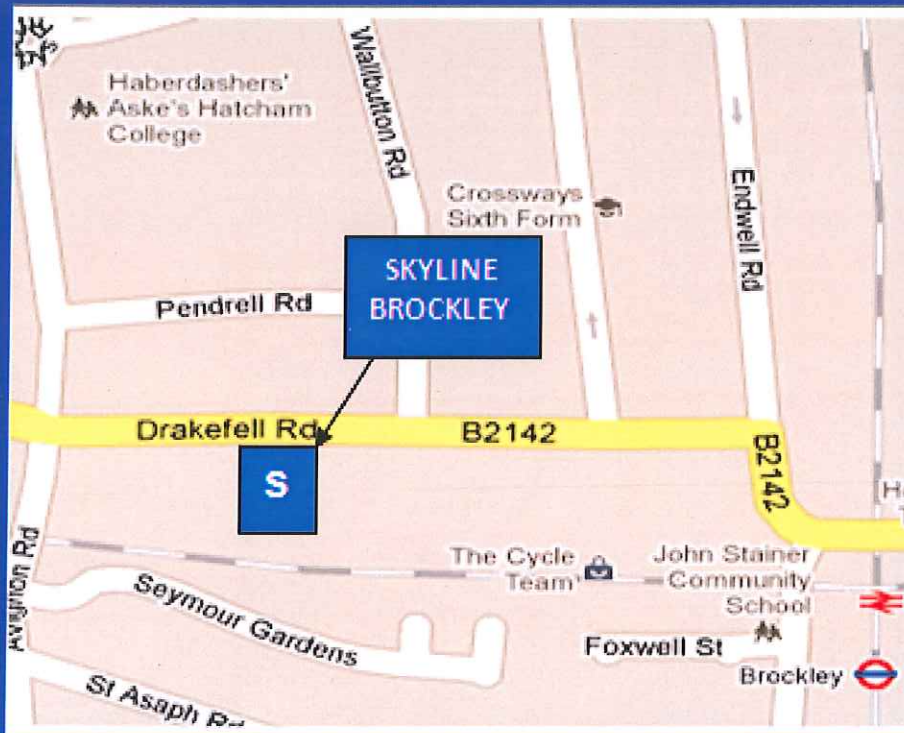 Haberdashers'
Aske's Hatcham
College
Wallbutton Rd
Crossways
Sixth Form
Endwell Rd
SKYLINE
BROCKLEY
Pendrell Rd
Drakefell Rd
B2142
B2142
S
The Cycle
Team
John Stainer
Community
School
Avignon Rd
Seymour Gardens
Foxwell St
Brockley
St Asaph Rd